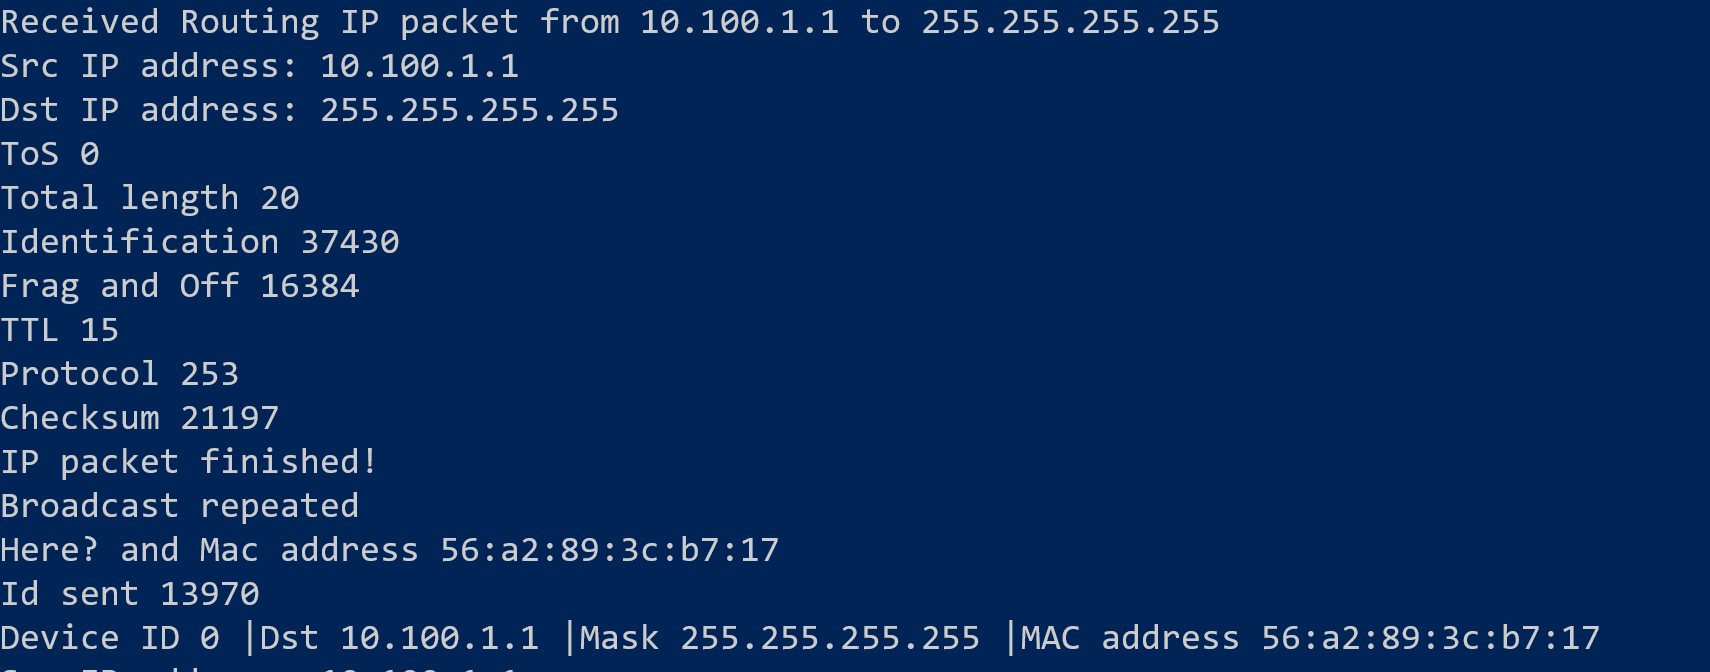 Received Routing IP packet from 10.100.1.1 to 255.255.255.255
Src IP address: 10.100.1.1
Dst IP address: 255.255.255.255
ToS 0
Total length 20
Identification 37430
Frag and Off 16384
TTL 15
Protocol 253
Checksum 21197
IP packet finished!
Broadcast repeated
Here? and Mac address 56:a2:89:3c:b7:17
Id sent 13970
Device ID 0 |Dst 10.100.1.1 |Mask 255.255.255.255 |MAC address 56:a2:89:3c:b7:17